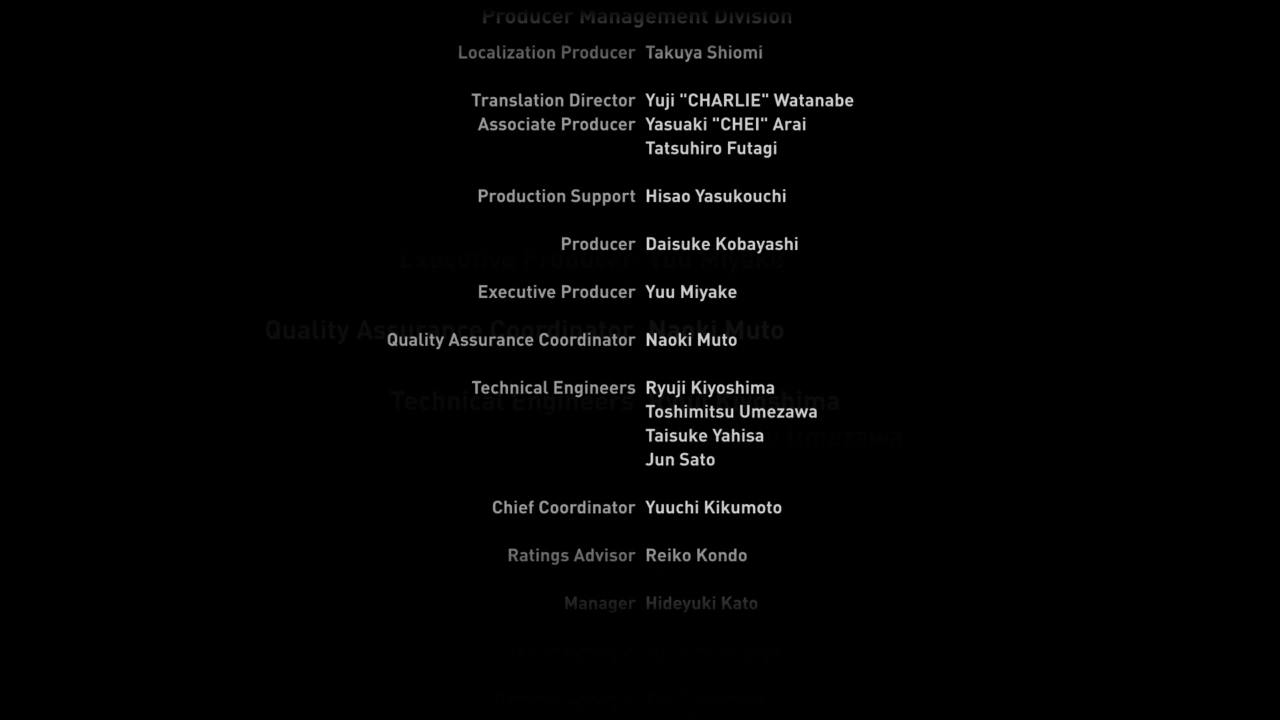 Producer Management Division
Localization Producer Takuya Shiomi
Translation Director Yuji "CHARLIE" Watanabe
Associate Producer Yasuaki "CHEI" Arai
Tatsuhiro Futagi
Production Support Hisao Yasukouchi
Producer Daisuke Kobayashi
Executive Producer Yuu Miyake
Quality Assurance Coordinator Naoki Muto
Technical Engineers Ryuji Kiyoshima
Toshimitsu Umezawa
Taisuke Yahisa
Jun Sato
Chief Coordinator Yuuchi Kikumoto
Ratings Advisor Reiko Kondo
Manager Hideyuki Kato